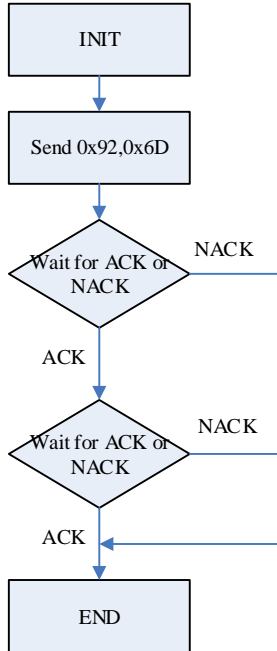 INIT
Send 0x92,0x6D
Wait for ACK or
NACK
NACK
ACK
Wait for ACK or
NACK
NACK
ACK
END